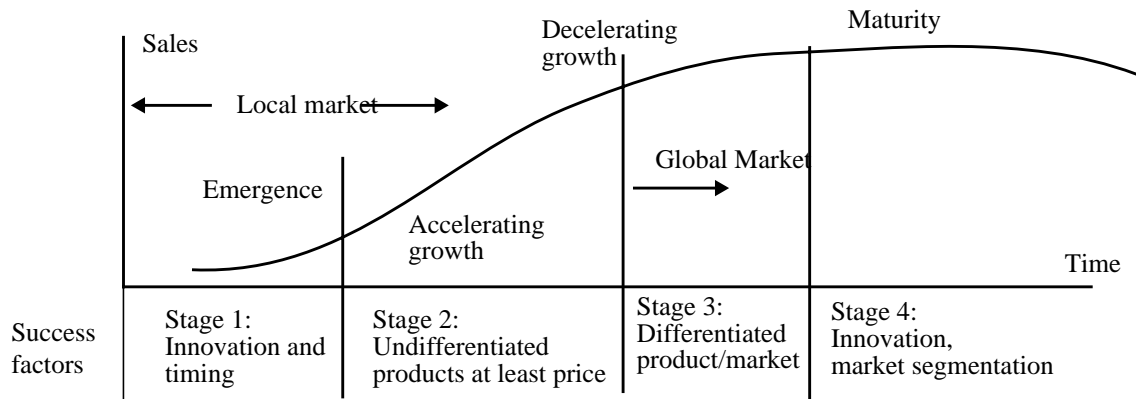 Sales
Decelerating
growth
Maturity
Local market
Global Market
Emergence
Accelerating
growth
Time
Success
factors
Stage 1:
Innovation and
timing
Stage 2:
Undifferentiated
products at least price
Stage 3:
Differentiated
product/market
Stage 4:
Innovation,
market segmentation